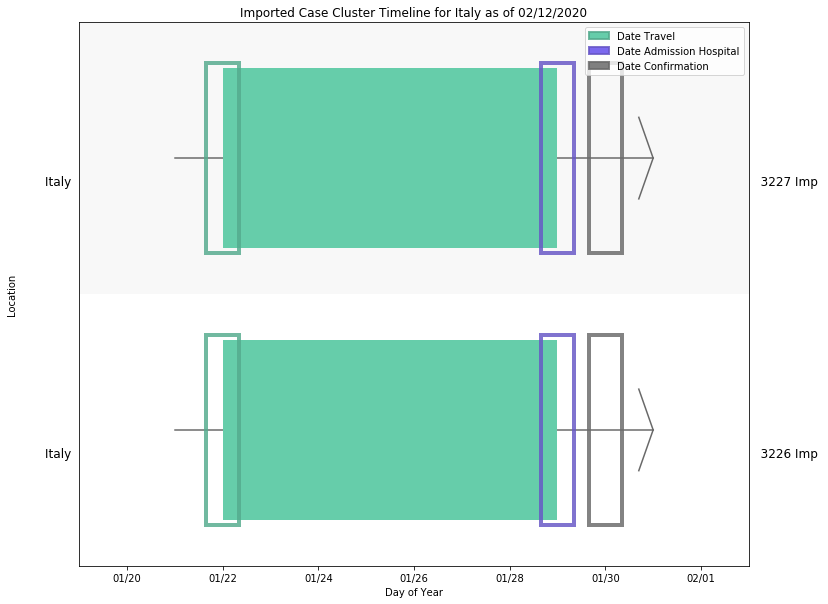 Imported Case Cluster Timeline for Italy as of 02/12/2020
Date Travel
Date Admission Hospital
Date Confirmation
Italy
3227 Imp
Location
Italy
3226 Imp
01/20 01/22 01/24 01/26 01/28 01/30 02/01
Day of Year